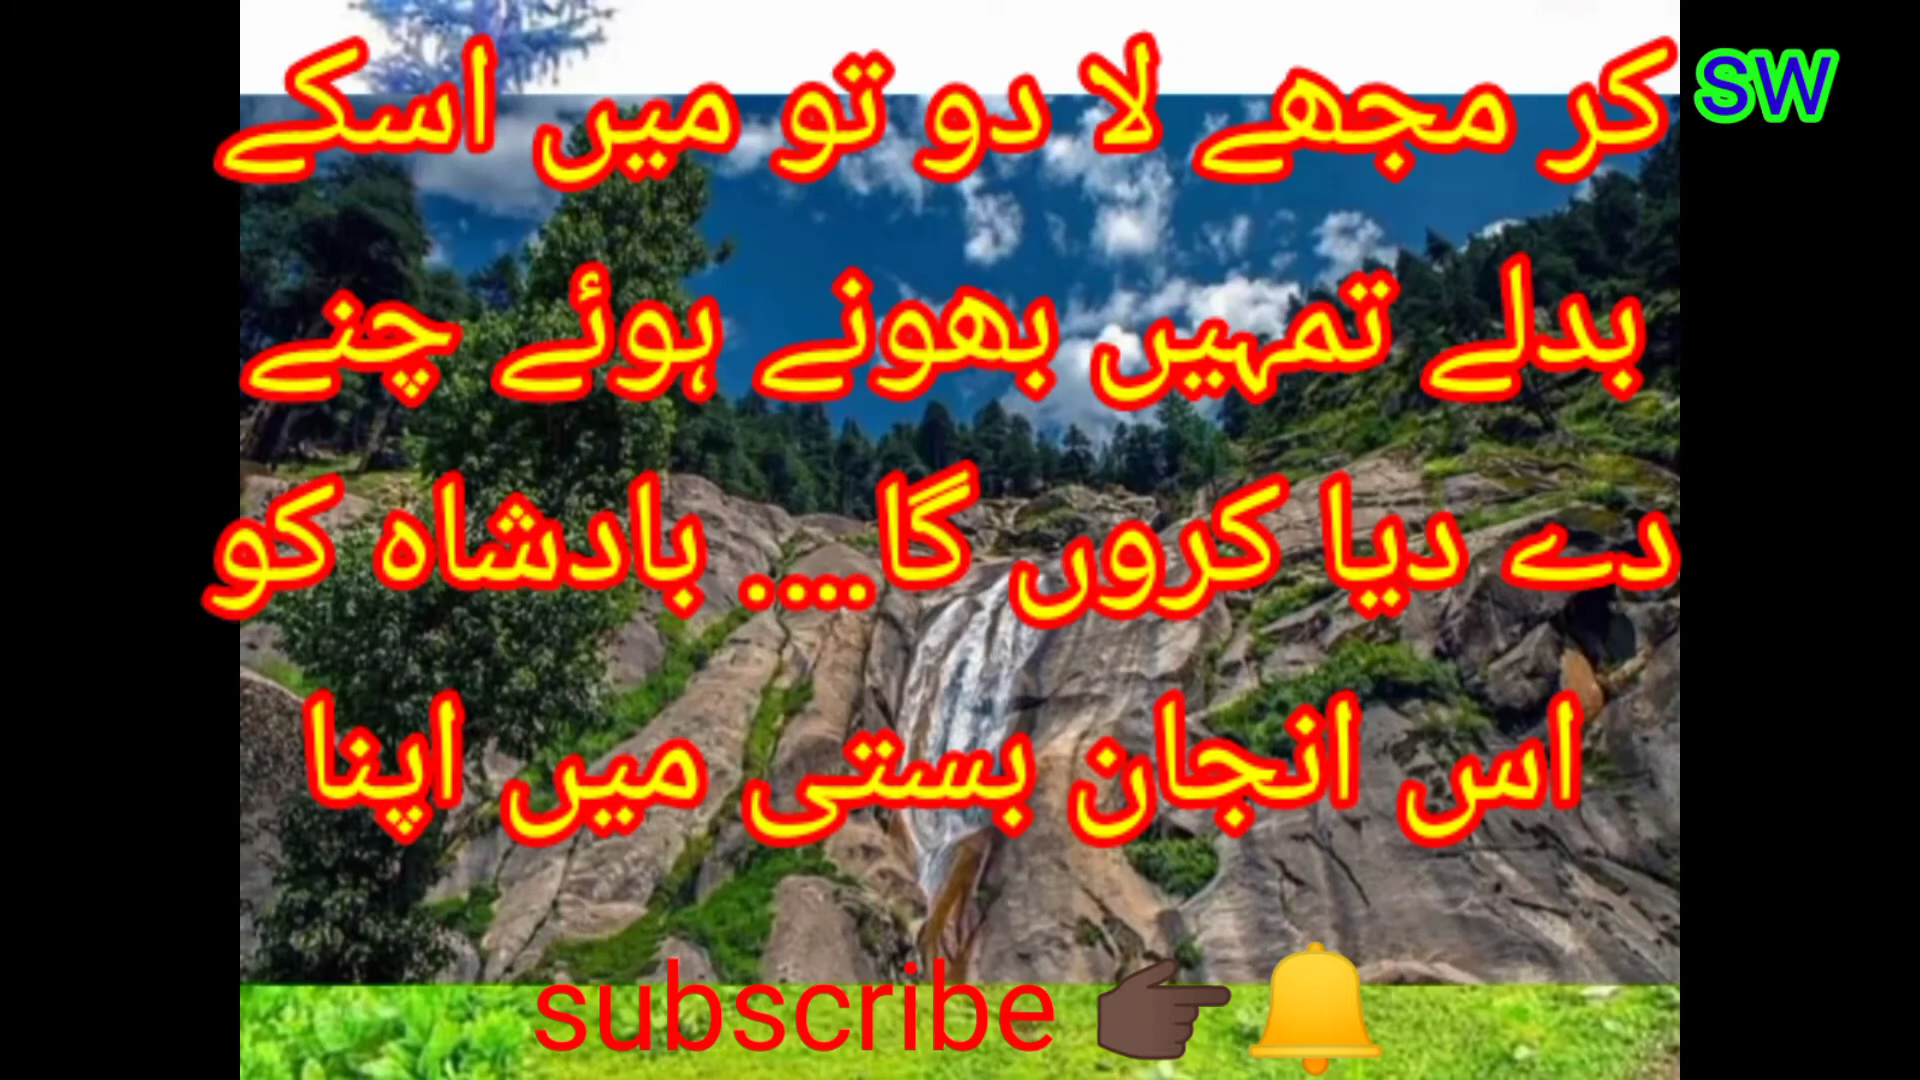 کر مجھے لا دو تو میں اسکے
SW
بدلے تمہیں بھونے ہوئے چنے
دے دیا کروں گا.... بادشاہ کو
اس انجان بستی میں اپنا
subscribe